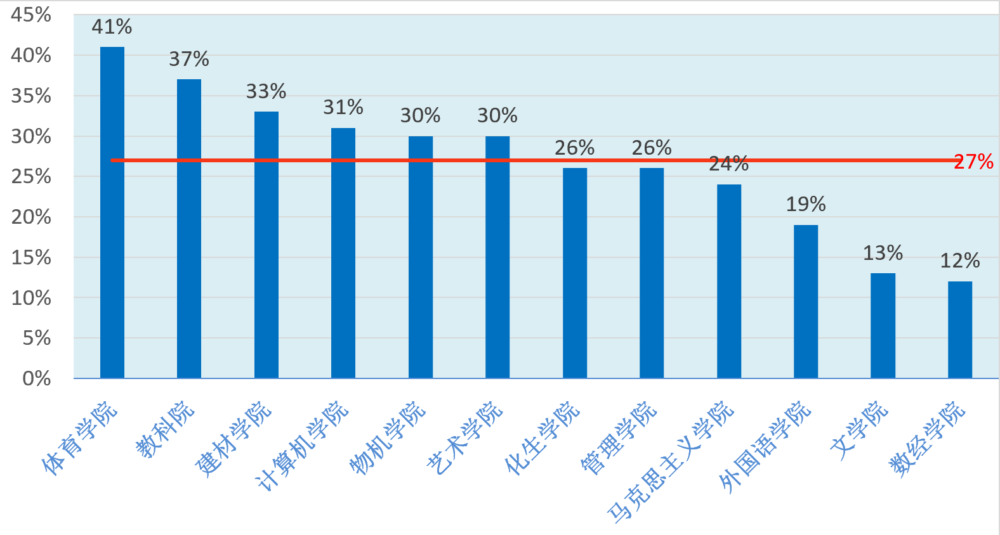 45%
40%
35%
30%
25%
20%
15%
10%
5%
0%
41%
37%
33%
31%
30%
30%
26%
26%
24%
19%
13%
12%
27%
体育学院
教科院
建材学院
计算机学院
物机学院
艺术学院
化生学院
管理学院
马克思主义学院
外国语学院
文学院
数经学院